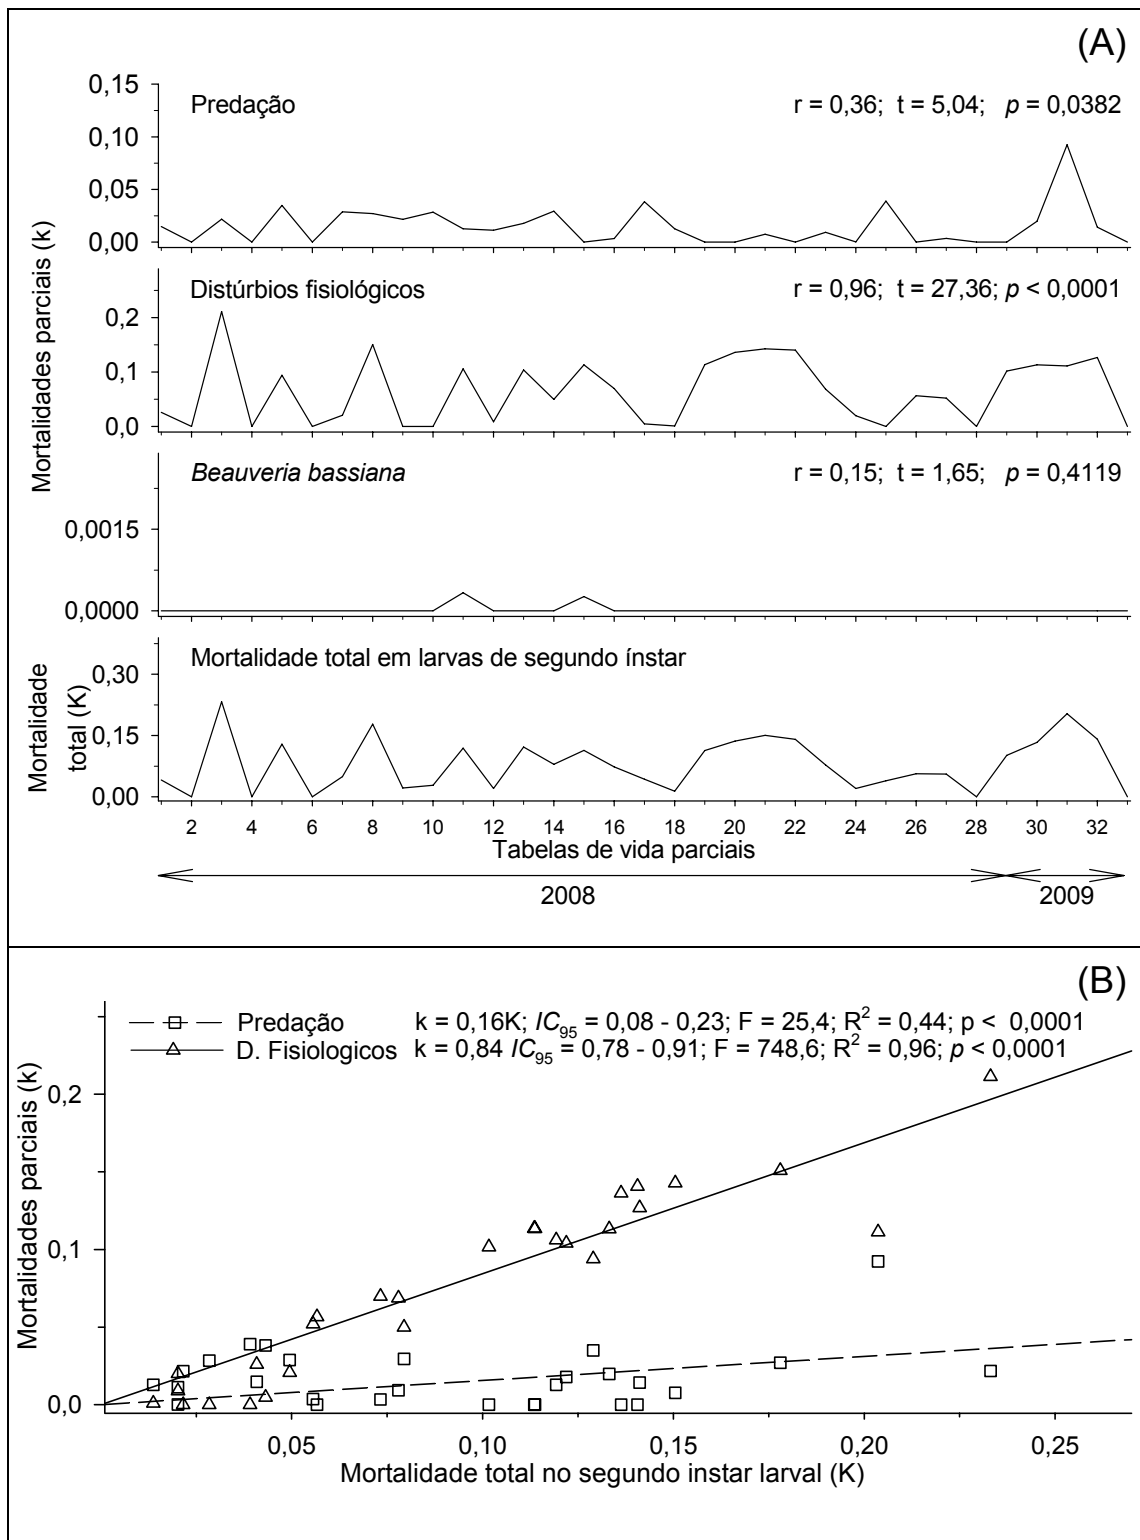 (A)
0,15
0,10
0,05
0,00
Predação
r = 0,36; t = 5,04; p = 0,0382
Mortalidades parciais (k)
0,2
0,1
0,0
Distúrbios fisiológicos
r = 0,96; t = 27,36; p < 0,0001
0,0015
0,0000
Beauveria bassiana
r = 0,15; t = 1,65; p = 0,4119
Mortalidade
total (K)
0,30
0,15
0,00
Mortalidade total em larvas de segundo ínstar
2 4 6 8 10 12 14 16 18 20 22 24 26 28 30 32
Tabelas de vida parciais
2008 2009
(B)
Predação k = 0,16K; IC95 = 0,08 - 0,23; F = 25,4; R2 = 0,44; p < 0,0001
D. Fisiologicos k = 0,84 IC95 = 0,78 - 0,91; F = 748,6; R2 = 0,96; p < 0,0001
Mortalidades parciais (k)
0,2
0,1
0,0
0,05 0,10 0,15 0,20 0,25
Mortalidade total no segundo instar larval (K)